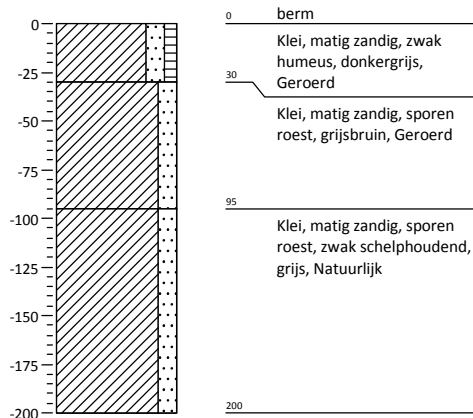 0
-25
-50
-75
-100
-125
-150
-175
-200
0
berm
Klei, matig zandig, zwak
humeus, donkergrijs,
Geroerd
30
Klei, matig zandig, sporen
roest, grijsbruin, Geroerd
95
Klei, matig zandig, sporen
roest, zwak schelphoudend,
grijs, Natuurlijk
200